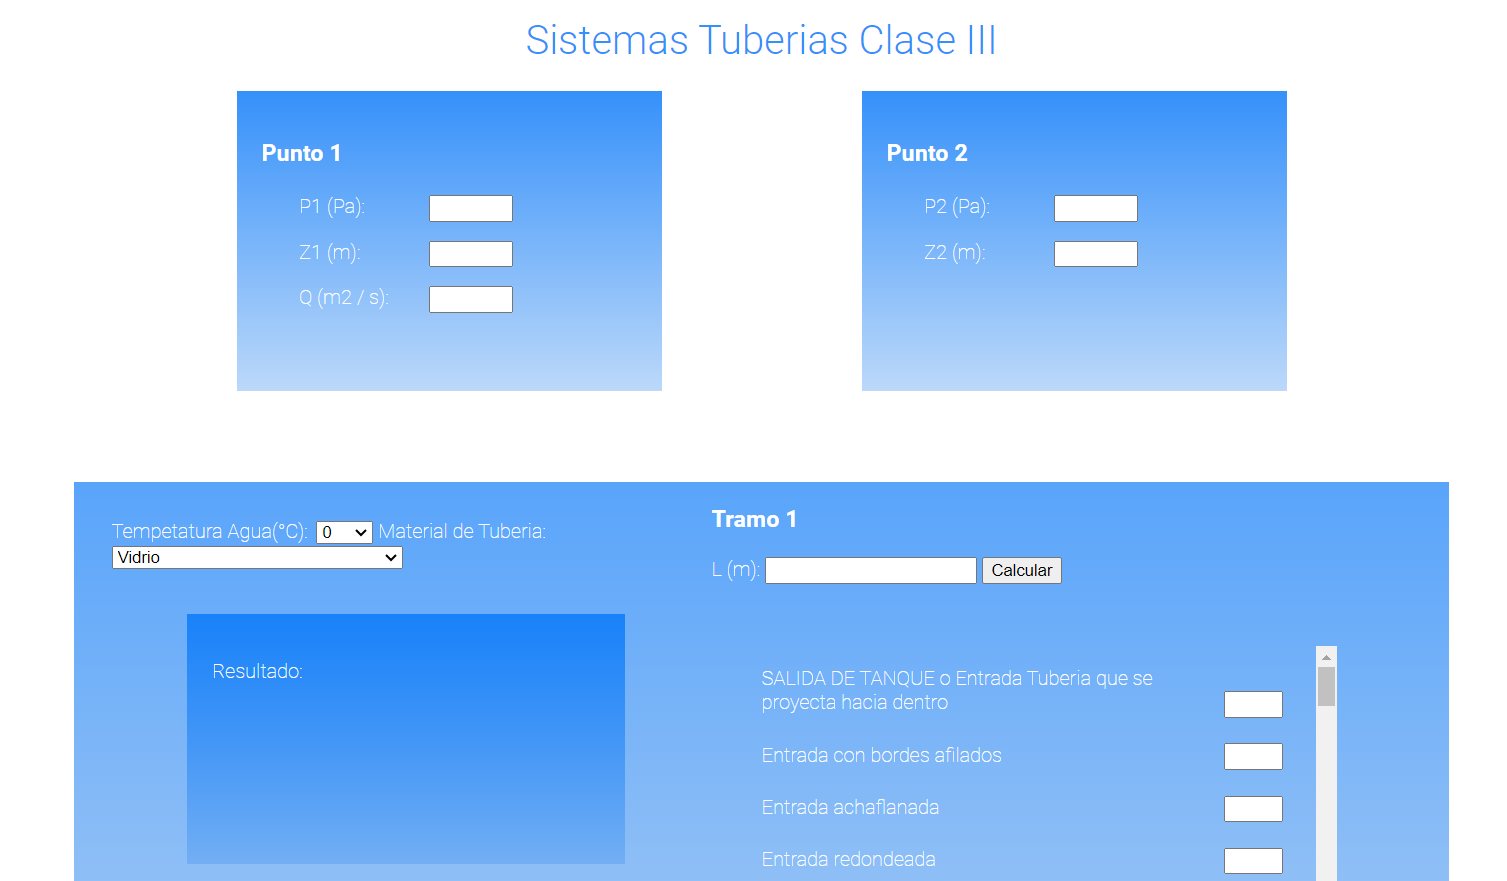 Sistemas Tuberias Clase III
Punto 1
P1 (Pa):
Z1 (m):
Q (m2 / s):
Punto 2
P2 (Pa):
Z2 (m):
Tempetatura Agua(°C): 0 Material de Tuberia:
Vidrio
Resultado:
Tramo 1
L (m): Calcular
SALIDA DE TANQUE o Entrada Tuberia que se
proyecta hacia dentro
Entrada con bordes afilados
Entrada achaflanada
Entrada redondeada